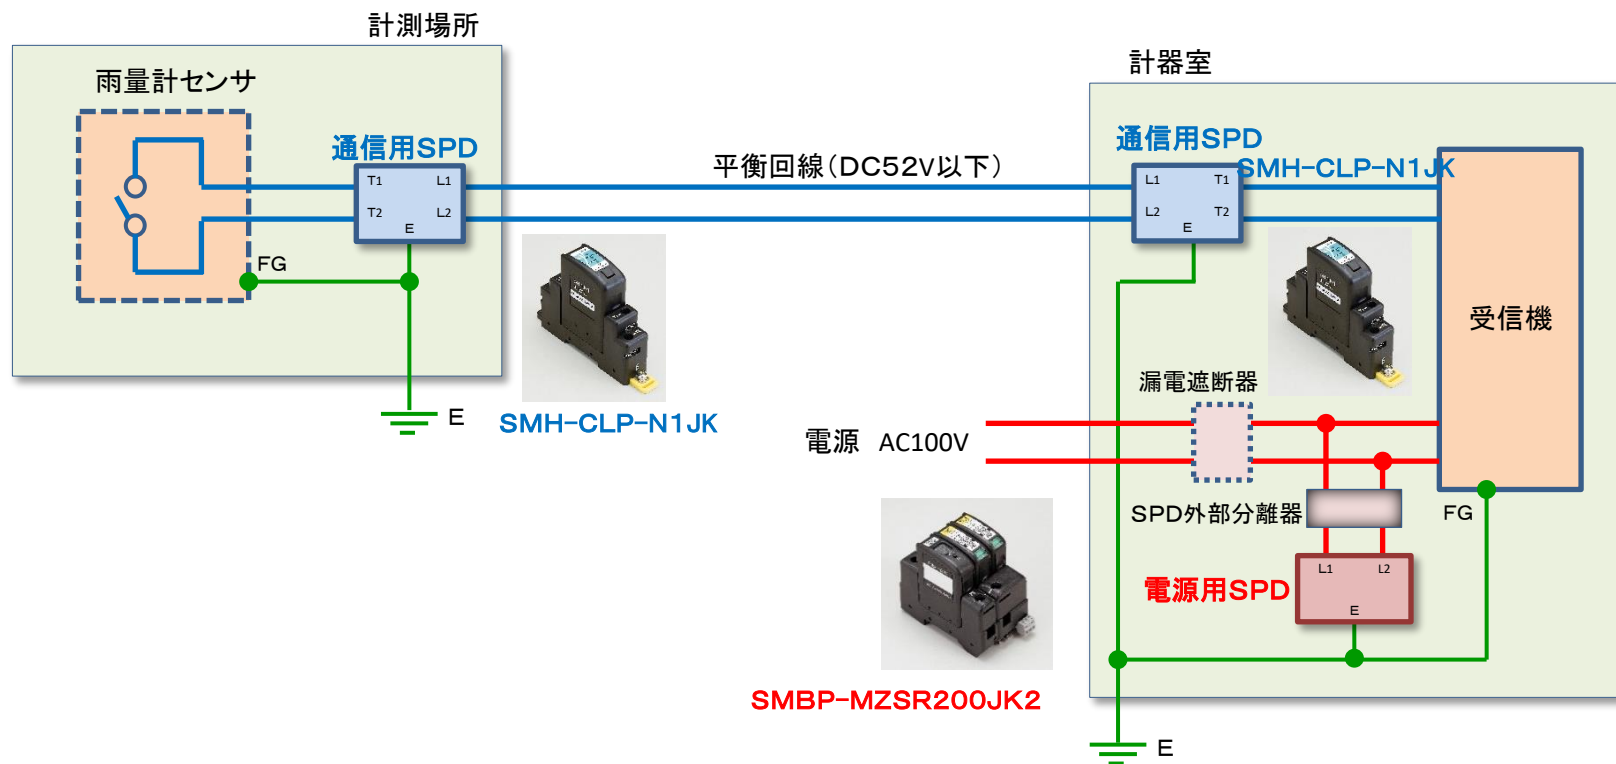 計測場所
雨量計センサ
通信用SPD
T1
L1
T2
L2
E
FG
E
SMH-CLP-N1JK
平衡回線(DC52V以下)
計器室
通信用SPD
SMH-CLP-N1JK
L1
T1
L2
T2
E
受信機
漏電遮断器
電源 AC100V
SPD外部分離器
FG
電源用SPD
L1
L2
E
SMBP-MZSR200JK2
E